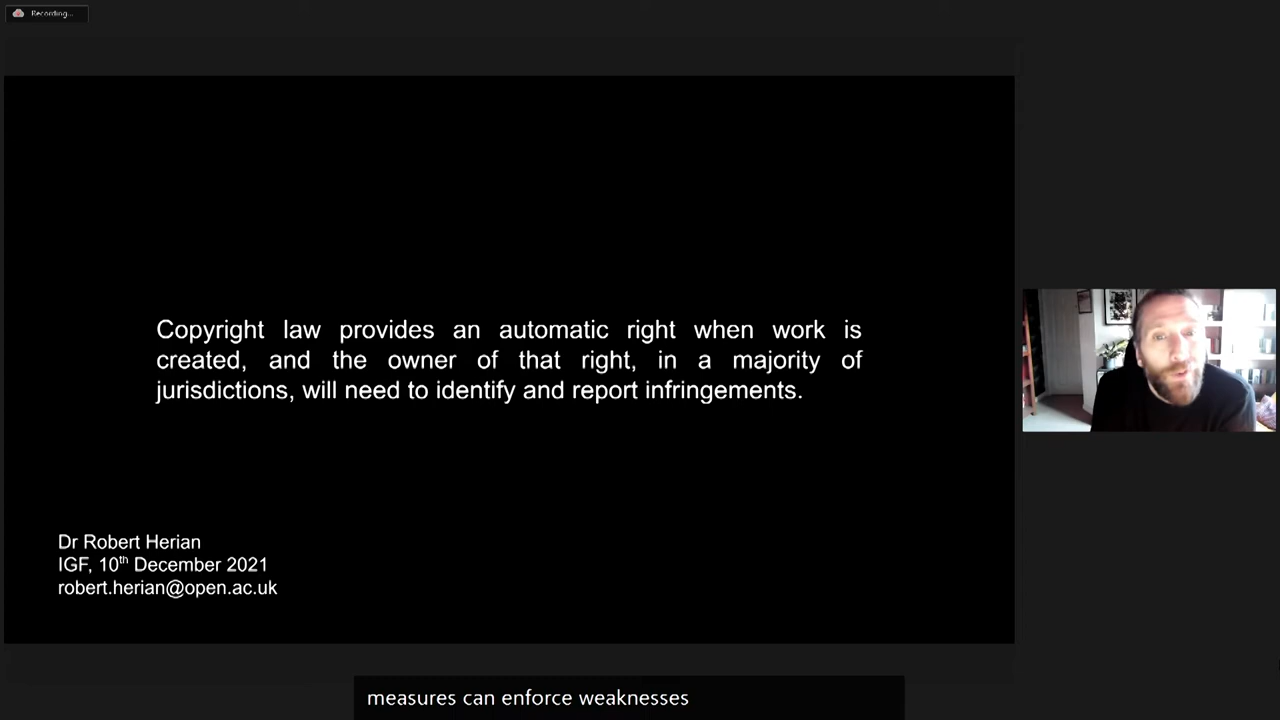 Recording...
Copyright law provides an automatic right when work is
created, and the owner of that right, in a majority of
jurisdictions, will need to identify and report infringements.
Dr Robert Herian
IGF, 10th December 2021
robert.herian@open.ac.uk
measures can enforce weaknesses